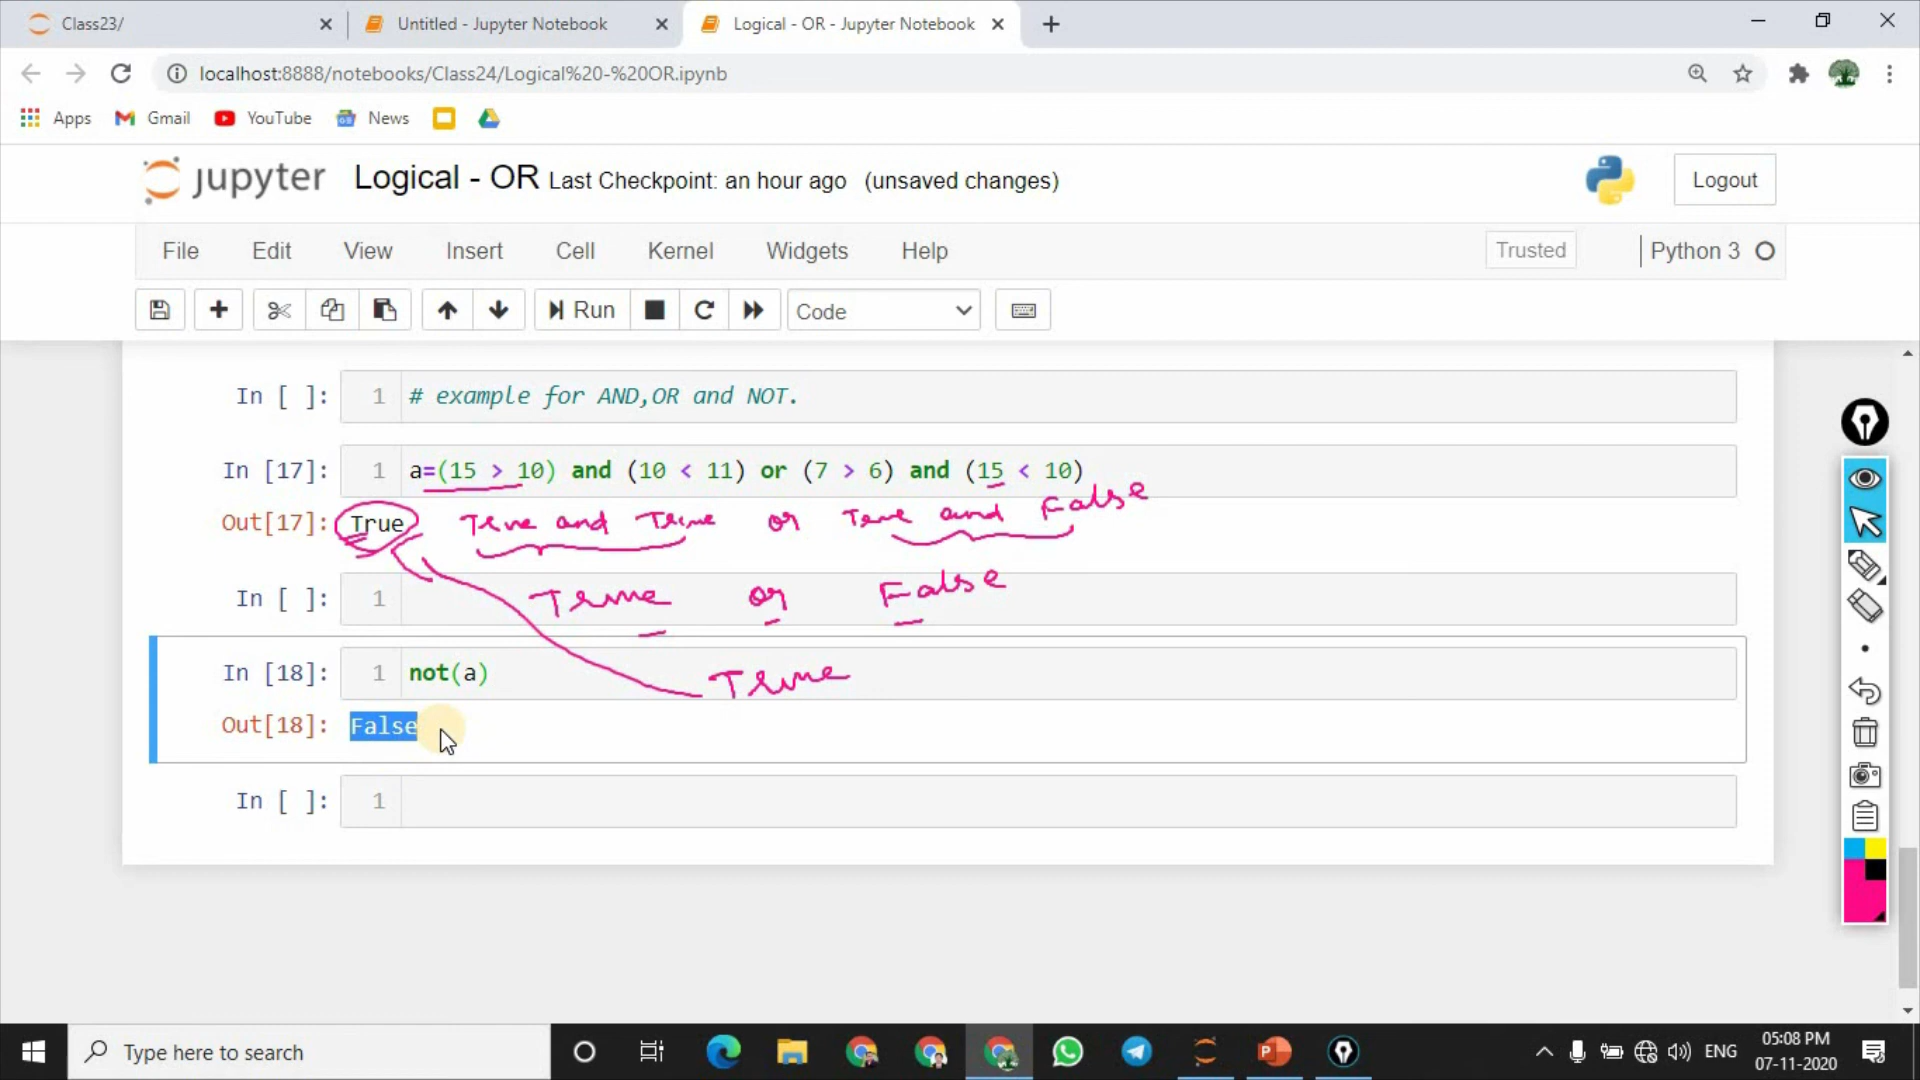 Class23/
Untitled - Jupyter Notebook
Logical - OR - Jupyter Notebook
localhost:8888/notebooks/Class24/Logical%20-%20OR.ipynb
Apps Gmail YouTube News
jupyter Logical - OR Last Checkpoint: an hour ago (unsaved changes)
Logout
File Edit View Insert Cell Kernel Widgets Help
Trusted Python 3
Run Code
In [ ]: 1 # example for AND,OR and NOT.
In [17]: 1 a=(15 > 10) and (10 < 11) or (7 > 6) and (15 < 10)
Out[17]: True True and True or True and False
In [ ]: 1 True or False
In [18]: 1 not(a) True
Out[18]: False
In [ ]: 1
Type here to search
ENG
05:08 PM
07-11-2020